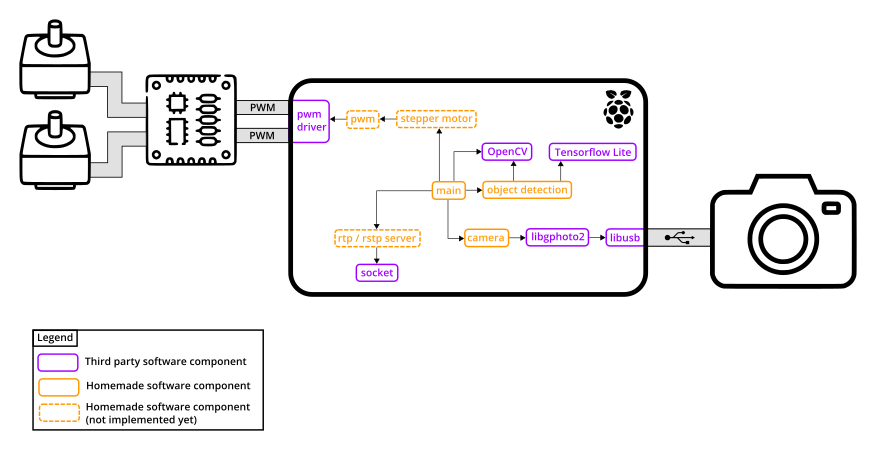 PWM
PWM
pwm
driver
pwm
stepper motor
OpenCV
Tensorflow Lite
main
object detection
rtp / rstp server
camera
libgphoto2
libusb
socket
Legend
Third party software component
Homemade software component
Homemade software component
(not implemented yet)